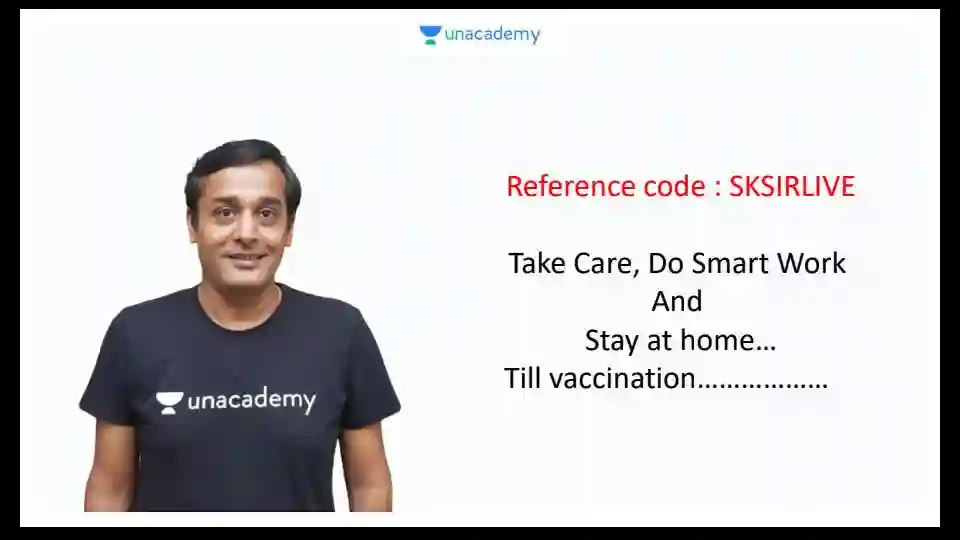 unacademy
Reference code : SKSIRLIVE
Take Care, Do Smart Work
And
Stay at home...
Till vaccination..................
unacademy